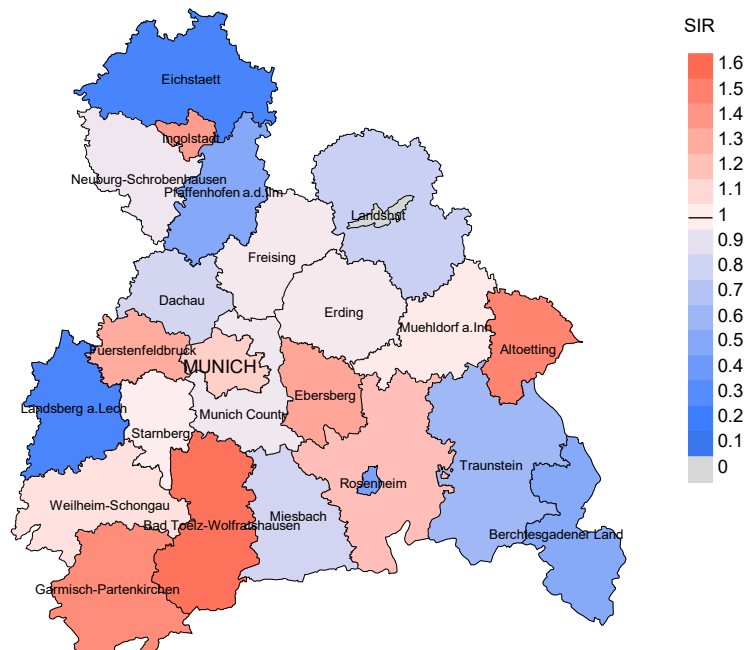 SIR
1.6
1.5
1.4
1.3
1.2
1.1
1
0.9
0.8
0.7
0.6
0.5
0.4
0.3
0.2
0.1
0
Eichstaett
Ingolstadt
Neuburg-Schrobenhausen
Pfaffenhofen a.d.Ilm
Landshut
Freising
Dachau
Erding
Muehldorf a.Inn
Altoetting
Fuerstenfeldbruck
MUNICH
Ebersberg
Landsberg a.Lech
Munich County
Starnberg
Traunstein
Rosenheim
Weilheim-Schongau
Miesbach
Bad Toelz-Wolfratshausen
Berchtesgadener Land
Garmisch-Partenkirchen